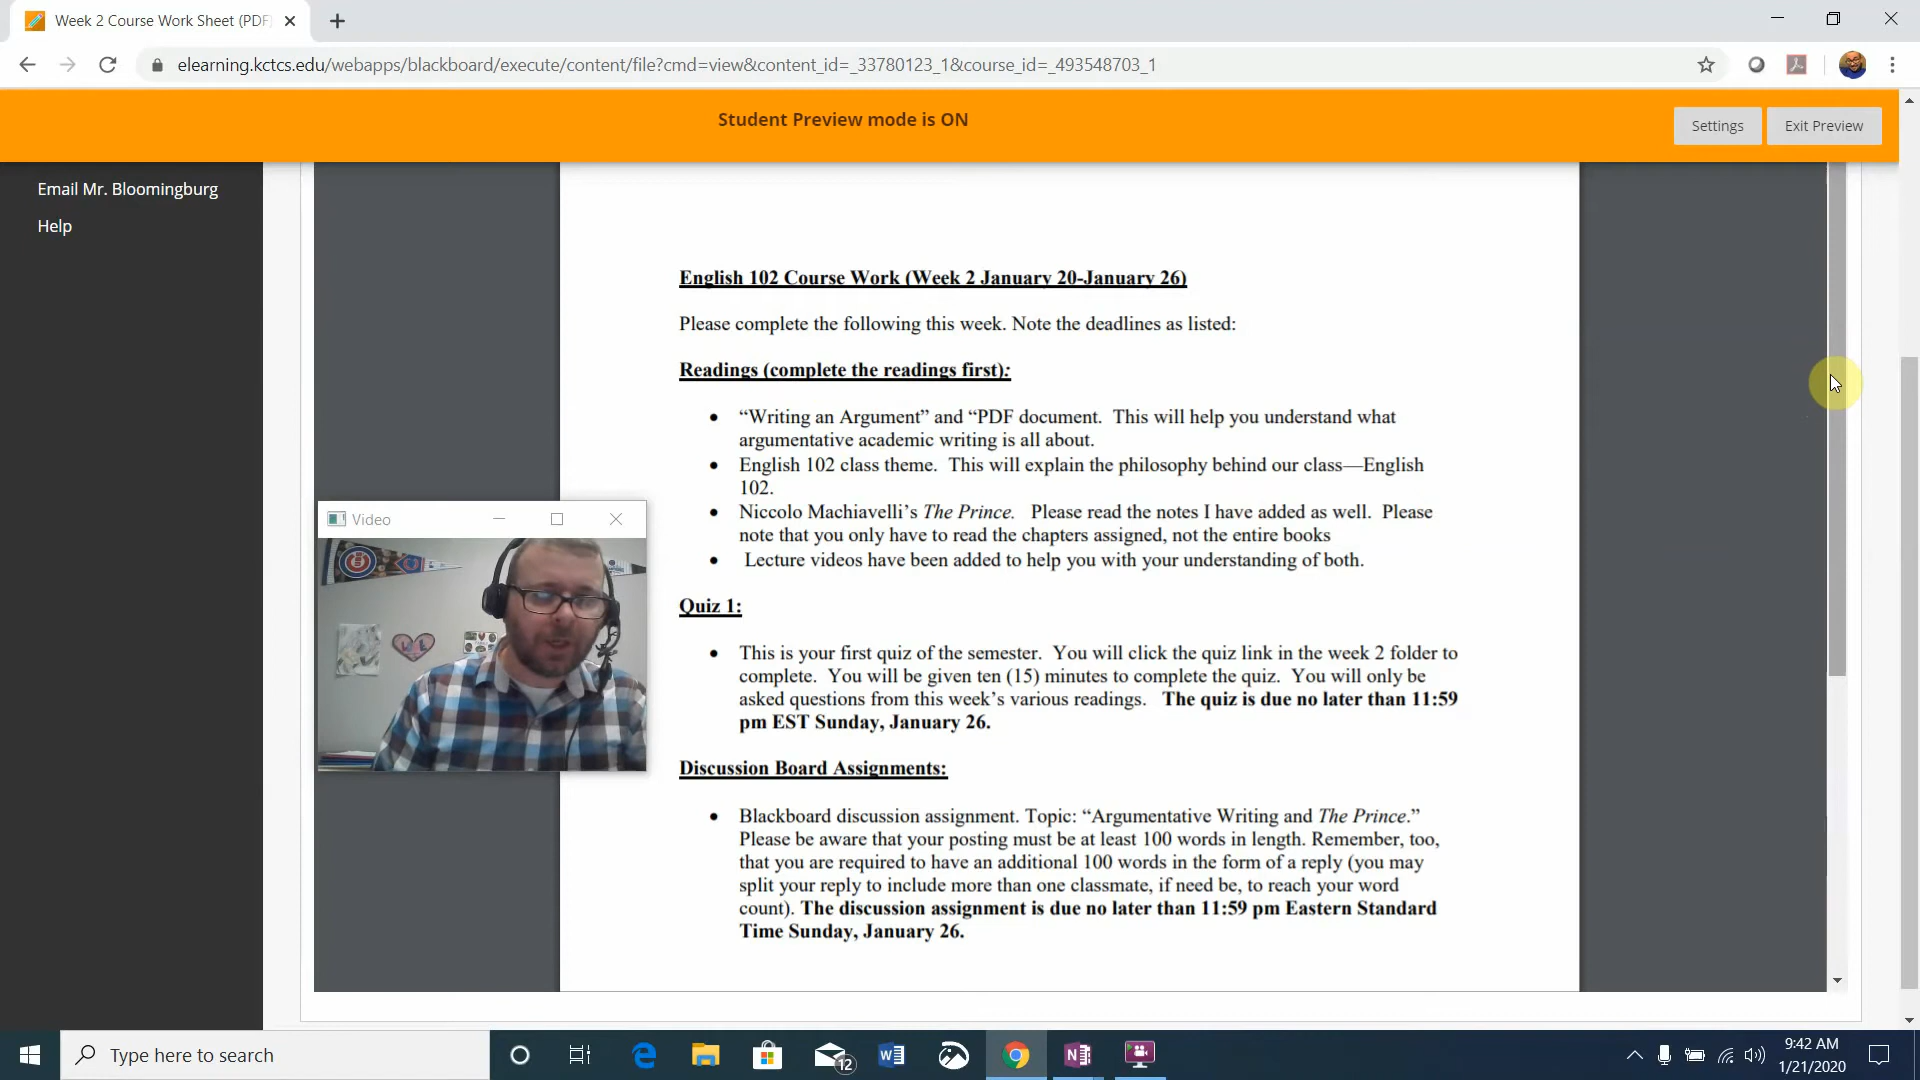 Week 2 Course Work Sheet (PDF
elearning.kctcs.edu/webapps/blackboard/execute/content/file?cmd=view&content_id=_33780123_1&course_id=_493548703_1
Student Preview mode is ON
Settings
Exit Preview
Email Mr. Bloomingburg
Help
English 102 Course Work (Week 2 January 20-January 26)
Please complete the following this week. Note the deadlines as listed:
Readings (complete the readings first):
• “Writing an Argument” and “PDF document. This will help you understand what
argumentative academic writing is all about.
• English 102 class theme. This will explain the philosophy behind our class—English
102.
• Niccolo Machiavelli’s The Prince. Please read the notes I have added as well. Please
note that you only have to read the chapters assigned, not the entire books
• Lecture videos have been added to help you with your understanding of both.
Video
Quiz 1:
• This is your first quiz of the semester. You will click the quiz link in the week 2 folder to
complete. You will be given ten (15) minutes to complete the quiz. You will only be
asked questions from this week’s various readings. The quiz is due no later than 11:59
pm EST Sunday, January 26.
Discussion Board Assignments:
• Blackboard discussion assignment. Topic: “Argumentative Writing and The Prince.”
Please be aware that your posting must be at least 100 words in length. Remember, too,
that you are required to have an additional 100 words in the form of a reply (you may
split your reply to include more than one classmate, if need be, to reach your word
count). The discussion assignment is due no later than 11:59 pm Eastern Standard
Time Sunday, January 26.
Type here to search
12
9:42 AM
1/21/2020